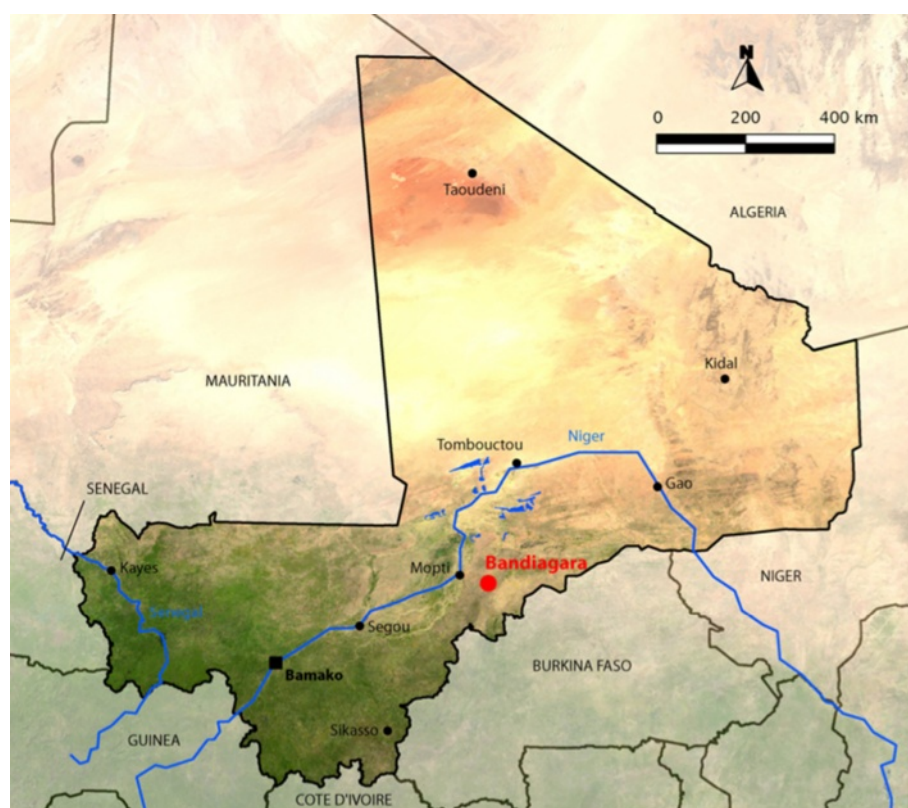 N
0 200 400 km
Taoudeni
ALGERIA
Kidal
MAURITANIA
Tombouctou
Niger
Gao
SENEGAL
Kayes
Mopti
Bandiagara
NIGER
Senegal
Segou
BURKINA FASO
Bamako
Sikasso
GUINEA
COTE D'IVOIRE